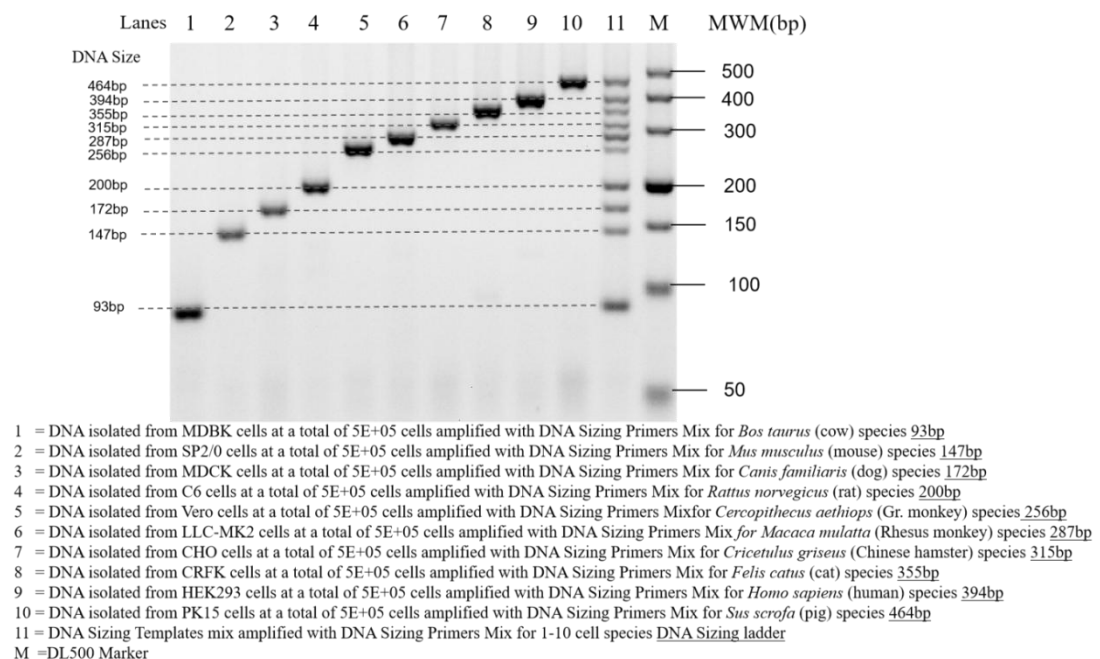 Lanes 1 2 3 4 5 6 7 8 9 10 11 M MWM(bp)
DNA Size
464bp
394bp
355bp
315bp
287bp
256bp
200bp
172bp
147bp
93bp
500
400
300
200
150
100
50
1 = DNA isolated from MDBK cells at a total of 5E+05 cells amplified with DNA Sizing Primers Mix for Bos taurus (cow) species 93bp
2 = DNA isolated from SP2/0 cells at a total of 5E+05 cells amplified with DNA Sizing Primers Mix for Mus musculus (mouse) species 147bp
3 = DNA isolated from MDCK cells at a total of 5E+05 cells amplified with DNA Sizing Primers Mix for Canis familiaris (dog) species 172bp
4 = DNA isolated from C6 cells at a total of 5E+05 cells amplified with DNA Sizing Primers Mix for Rattus norvegicus (rat) species 200bp
5 = DNA isolated from Vero cells at a total of 5E+05 cells amplified with DNA Sizing Primers Mixfor Cercopithecus aethiops (Gr. monkey) species 256bp
6 = DNA isolated from LLC-MK2 cells at a total of 5E+05 cells amplified with DNA Sizing Primers Mix for Macaca mulatta (Rhesus monkey) species 287bp
7 = DNA isolated from CHO cells at a total of 5E+05 cells amplified with DNA Sizing Primers Mix for Cricetulus griseus (Chinese hamster) species 315bp
8 = DNA isolated from CRFK cells at a total of 5E+05 cells amplified with DNA Sizing Primers Mix for Felis catus (cat) species 355bp
9 = DNA isolated from HEK293 cells at a total of 5E+05 cells amplified with DNA Sizing Primers Mix for Homo sapiens (human) species 394bp
10 = DNA isolated from PK15 cells at a total of 5E+05 cells amplified with DNA Sizing Primers Mix for Sus scrofa (pig) species 464bp
11 = DNA Sizing Templates mix amplified with DNA Sizing Primers Mix for 1-10 cell species DNA Sizing ladder
M =DL500 Marker